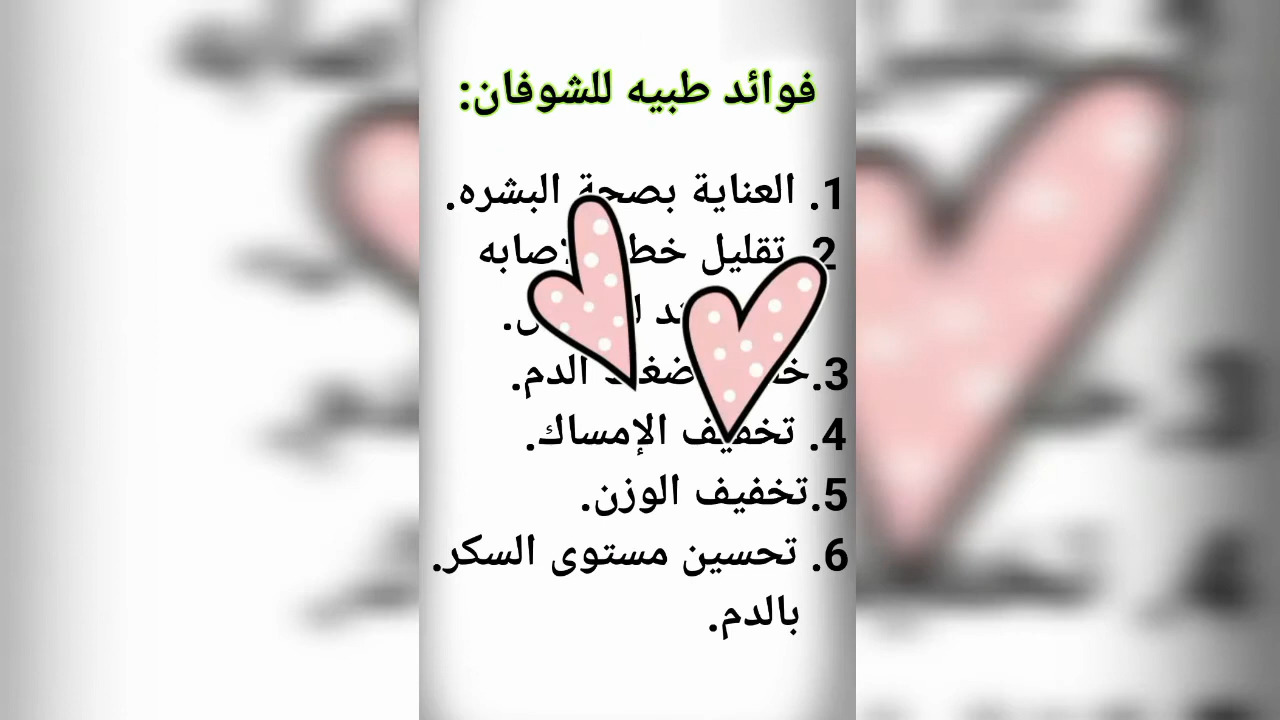 فوائد طبيه للشوفان:
1. العناية بصحة البشره.
2. تقليل
3. الدم.
4. تخفيف الإمساك.
5.تخفيف الوزن.
6. تحسين مستوى السكر.
بالدم.